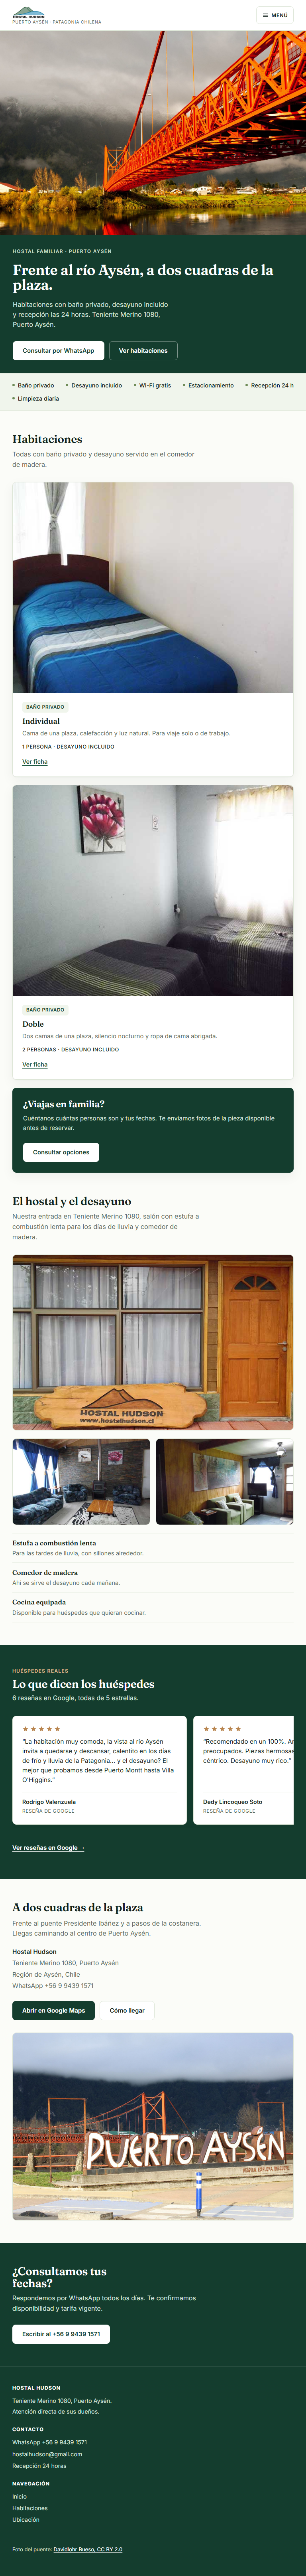 HOSTAL HUDSON
PUERTO AYSÉN · PATAGONIA CHILENA
MENÚ
HOSTAL FAMILIAR · PUERTO AYSÉN
Frente al río Aysén, a dos cuadras de la
plaza.
Habitaciones con baño privado, desayuno incluido
y recepción las 24 horas. Teniente Merino 1080,
Puerto Aysén.
Consultar por WhatsApp
Ver habitaciones
Baño privado
Desayuno incluido
Wi-Fi gratis
Estacionamiento
Recepción 24 h
Limpieza diaria
Habitaciones
Todas con baño privado y desayuno servido en el comedor
de madera.
BAÑO PRIVADO
Individual
Cama de una plaza, calefacción y luz natural. Para viaje solo o de trabajo.
1 PERSONA · DESAYUNO INCLUIDO
Ver ficha
BAÑO PRIVADO
Doble
Dos camas de una plaza, silencio nocturno y ropa de cama abrigada.
2 PERSONAS · DESAYUNO INCLUIDO
Ver ficha
¿Viajas en familia?
Cuéntanos cuántas personas son y tus fechas. Te enviamos fotos de la pieza disponible
antes de reservar.
Consultar opciones
El hostal y el desayuno
Nuestra entrada en Teniente Merino 1080, salón con estufa a
combustión lenta para los días de lluvia y comedor de
madera.
HOSTAL HUDSON
www.hostalhudson.cl
Estufa a combustión lenta
Para las tardes de lluvia, con sillones alrededor.
Comedor de madera
Ahí se sirve el desayuno cada mañana.
Cocina equipada
Disponible para huéspedes que quieran cocinar.
HUÉSPEDES REALES
Lo que dicen los huéspedes
6 reseñas en Google, todas de 5 estrellas.
★ ★ ★ ★ ★
“La habitación muy comoda, la vista al río Aysén
invita a quedarse y descansar, calentito en los días
de frío y lluvia de la Patagonia... y el desayuno? El
mejor que probamos desde Puerto Montt hasta Villa
O'Higgins.”
Rodrigo Valenzuela
RESEÑA DE GOOGLE
★ ★ ★ ★ ★
“Recomendado en un 100%.
preocupados. Piezas hermosas
céntrico. Desayuno muy rico.”
Dedy Lincoqueo Soto
RESEÑA DE GOOGLE
Ver reseñas en Google →
A dos cuadras de la plaza
Frente al puente Presidente Ibáñez y a pasos de la costanera.
Llegas caminando al centro de Puerto Aysén.
Hostal Hudson
Teniente Merino 1080, Puerto Aysén
Región de Aysén, Chile
WhatsApp +56 9 9439 1571
Abrir en Google Maps
Cómo llegar
PUERTO AYSEN
¿Consultamos tus
fechas?
Respondemos por WhatsApp todos los días. Te confirmamos
disponibilidad y tarifa vigente.
Escribir al +56 9 9439 1571
HOSTAL HUDSON
Teniente Merino 1080, Puerto Aysén.
Atención directa de sus dueños.
CONTACTO
WhatsApp +56 9 9439 1571
hostalhudson@gmail.com
Recepción 24 horas
NAVEGACIÓN
Inicio
Habitaciones
Ubicación
Foto del puente: Davidlohr Bueso, CC BY 2.0